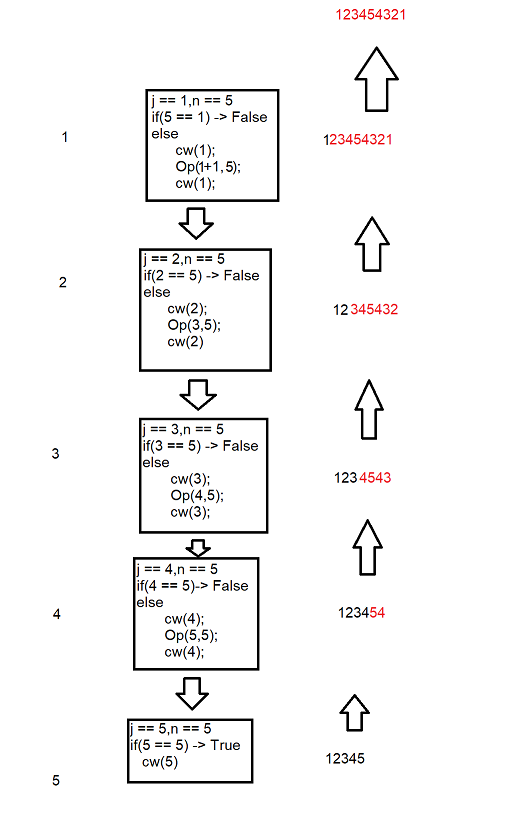 123454321
j == 1,n == 5
if(5 == 1) -> False
else
cw(1);
Op(1+1,5);
cw(1);
1
123454321
j == 2,n == 5
if(2 == 5) -> False
else
cw(2);
Op(3,5);
cw(2)
2
12 345432
j == 3,n == 5
if(3 == 5) -> False
else
cw(3);
Op(4,5);
cw(3);
3
123 4543
j == 4,n == 5
if(4 == 5)-> False
else
cw(4);
Op(5,5);
cw(4);
4
123454
j == 5,n == 5
if(5 == 5) -> True
cw(5)
5
12345